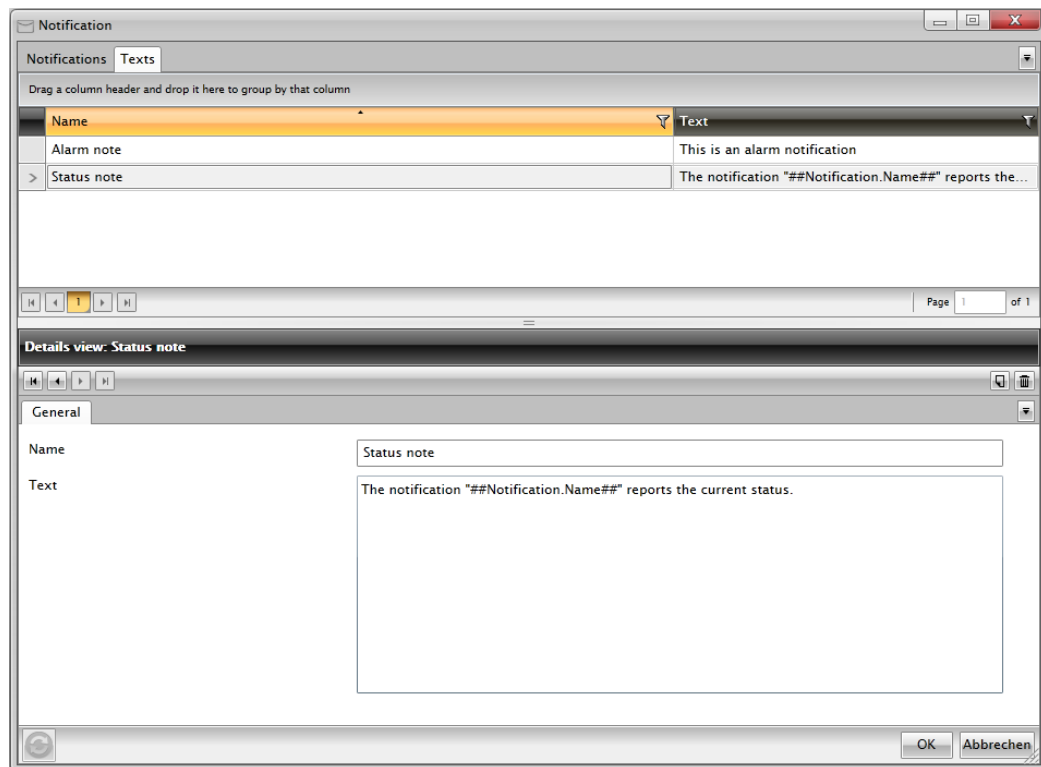 Notification
Notifications Texts
Drag a column header and drop it here to group by that column
Name Text
Alarm note This is an alarm notification
Status note The notification "##Notification.Name##" reports the...
1 Page 1 of 1
Details view: Status note
General
Name Status note
Text The notification "##Notification.Name##" reports the current status.
OK Abbrechen